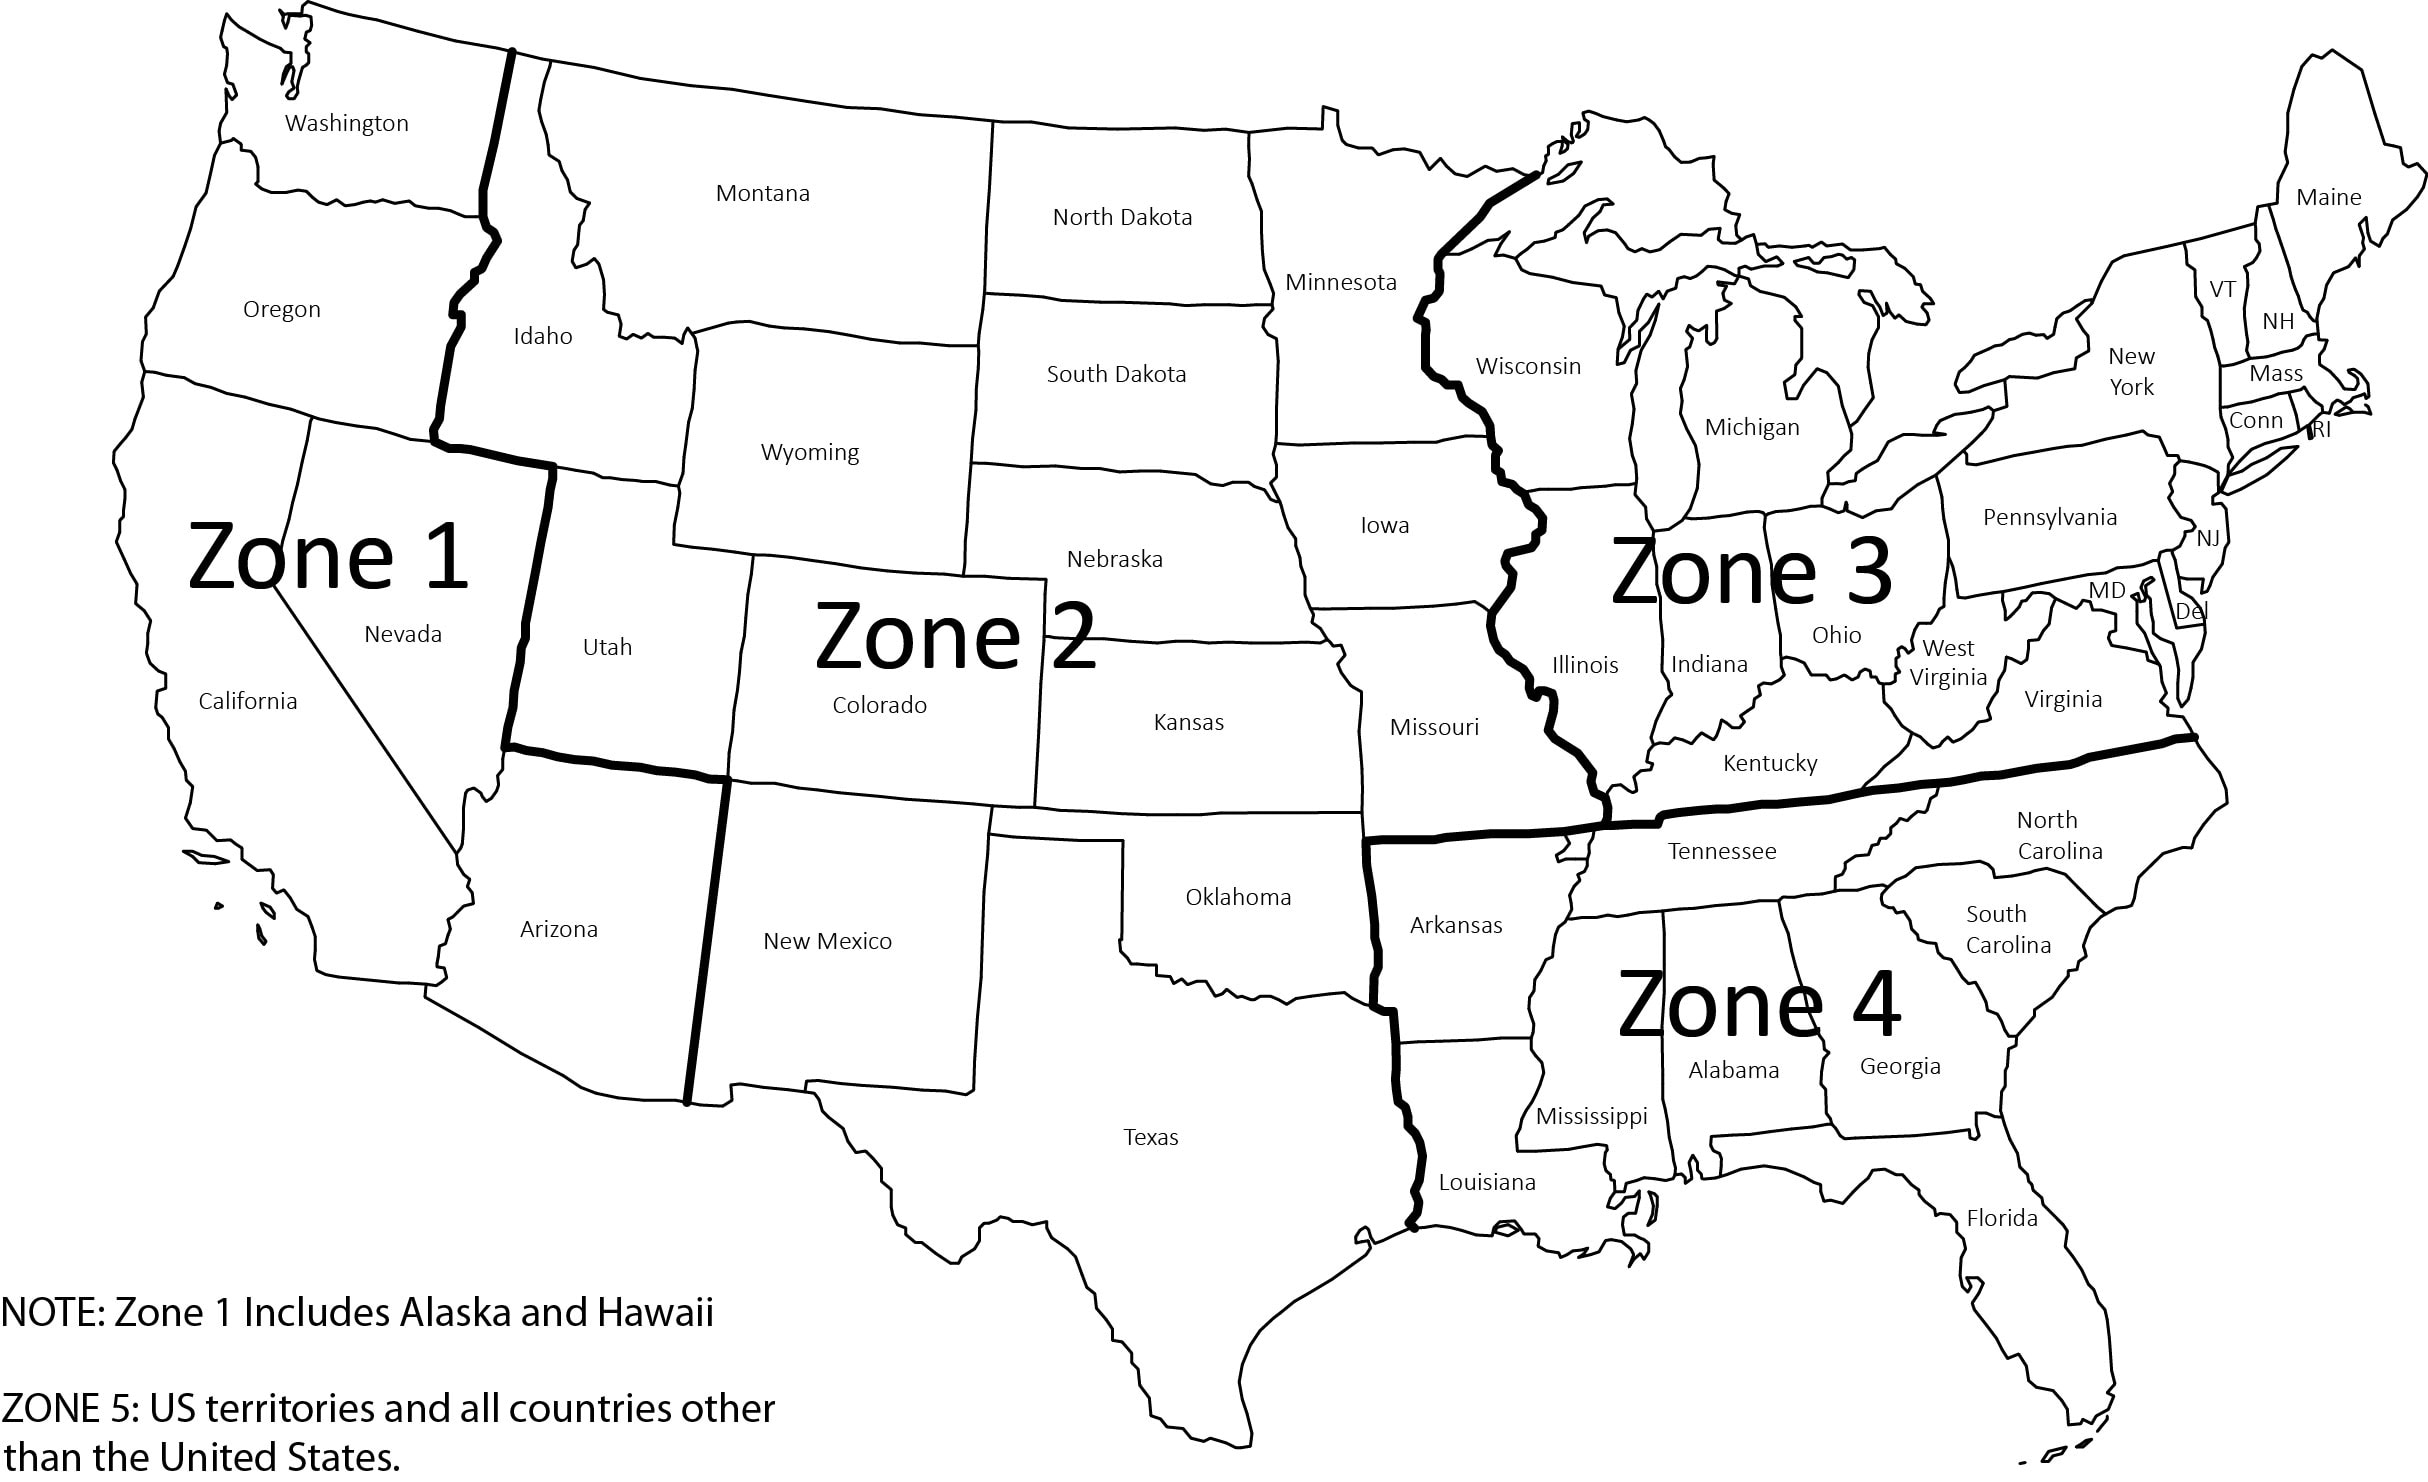 Washington
Montana
North Dakota
Minnesota
Maine
Oregon
Idaho
VT
NH
South Dakota
Wisconsin
New
York
Mass
Wyoming
Michigan
Conn
RI
Zone 1
Iowa
Pennsylvania
NJ
Nebraska
Zone 3
MD
Del
Nevada
Utah
Zone 2
Ohio
Illinois
Indiana
West
Virginia
California
Colorado
Kansas
Missouri
Virginia
Kentucky
North
Carolina
Tennessee
Oklahoma
Arkansas
South
Carolina
Arizona
New Mexico
Zone 4
Alabama
Georgia
Mississippi
Texas
Louisiana
Florida
NOTE: Zone 1 Includes Alaska and Hawaii
ZONE 5: US territories and all countries other
than the United States.